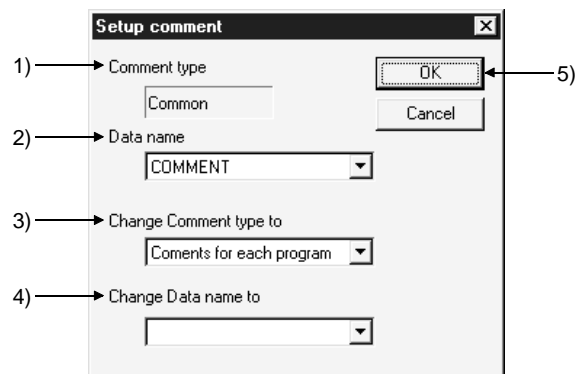 Setup comment
1) Comment type
OK
5)
Common
Cancel
2) Data name
COMMENT
3) Change Comment type to
Coments for each program
4) Change Data name to